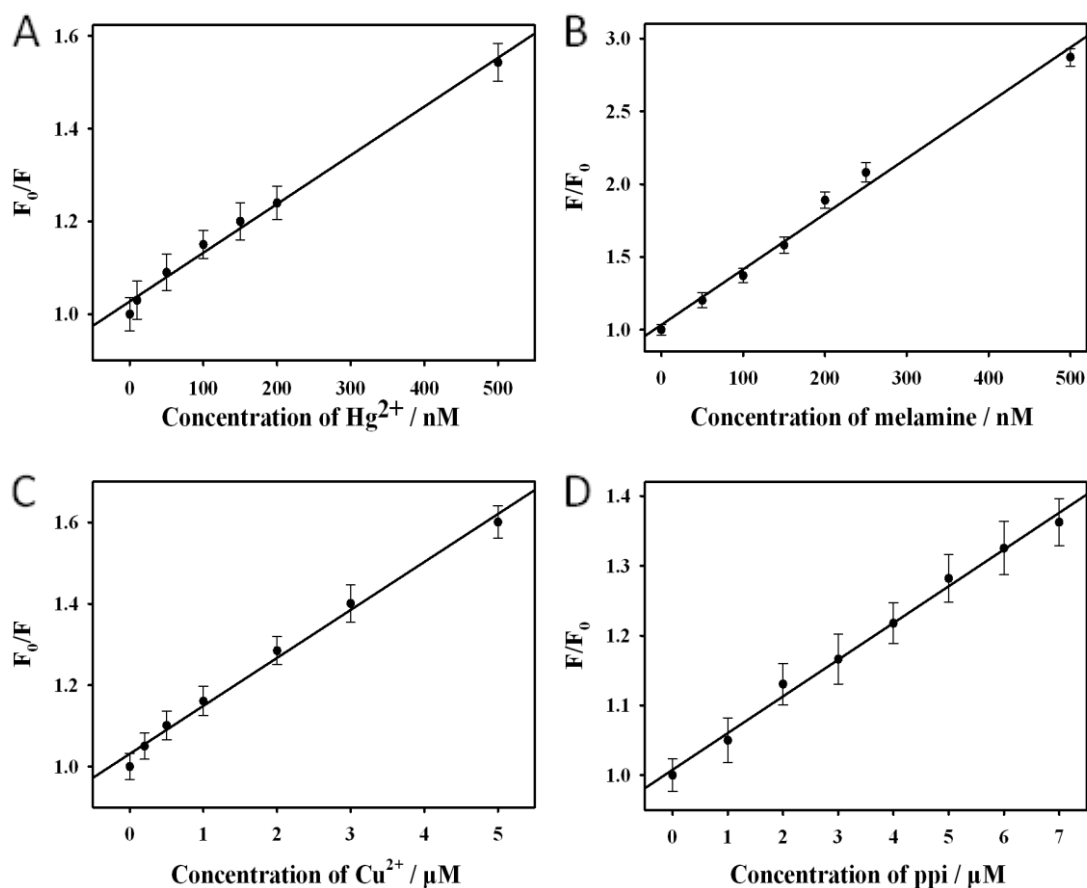 A
F₀/F
1.6
1.4
1.2
1.0
0 100 200 300 400 500
Concentration of Hg²⁺ / nM
B
F/F₀
3.0
2.5
2.0
1.5
1.0
0 100 200 300 400 500
Concentration of melamine / nM
C
F₀/F
1.6
1.4
1.2
1.0
0 1 2 3 4 5
Concentration of Cu²⁺ / µM
D
F/F₀
1.4
1.3
1.2
1.1
1.0
0 1 2 3 4 5 6 7
Concentration of ppi / µM